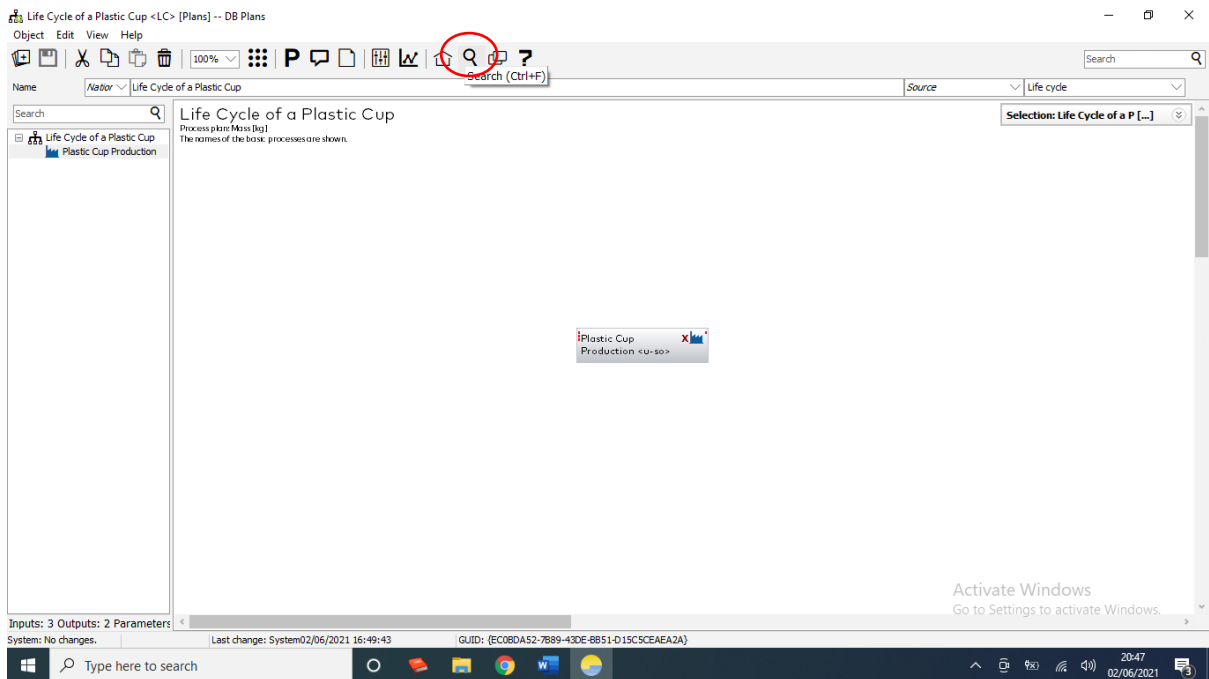 Life Cycle of a Plastic Cup <LC> [Plans] -- DB Plans
Object Edit View Help
100% P ?
Search
Search (Ctrl+F)
Name Nation Life Cycle of a Plastic Cup Source Life cycle
Search
Life Cycle of a Plastic Cup
Plastic Cup Production
Life Cycle of a Plastic Cup
Process plan: Mass [kg]
The names of the basic processes are shown.
Selection: Life Cycle of a P [...]
Plastic Cup X
Production <u-so>
Activate Windows
Go to Settings to activate Windows.
Inputs: 3 Outputs: 2 Parameters
System: No changes. Last change: System02/06/2021 16:49:43 GUID: {EC0BDA52-7B89-43DE-BB51-D15C5CEAEA2A}
Type here to search
20:47
02/06/2021
3